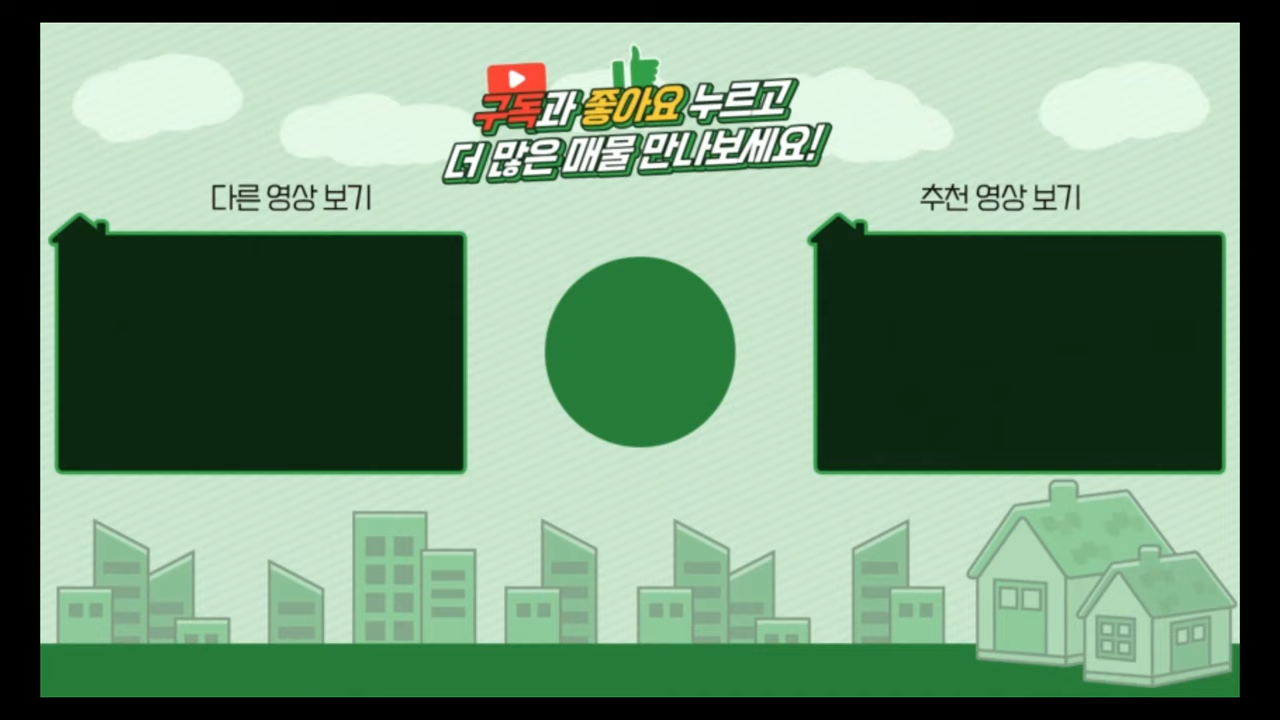 구독과 좋아요 누르고
더 많은 매물 만나보세요!
다른 영상 보기
추천 영상 보기